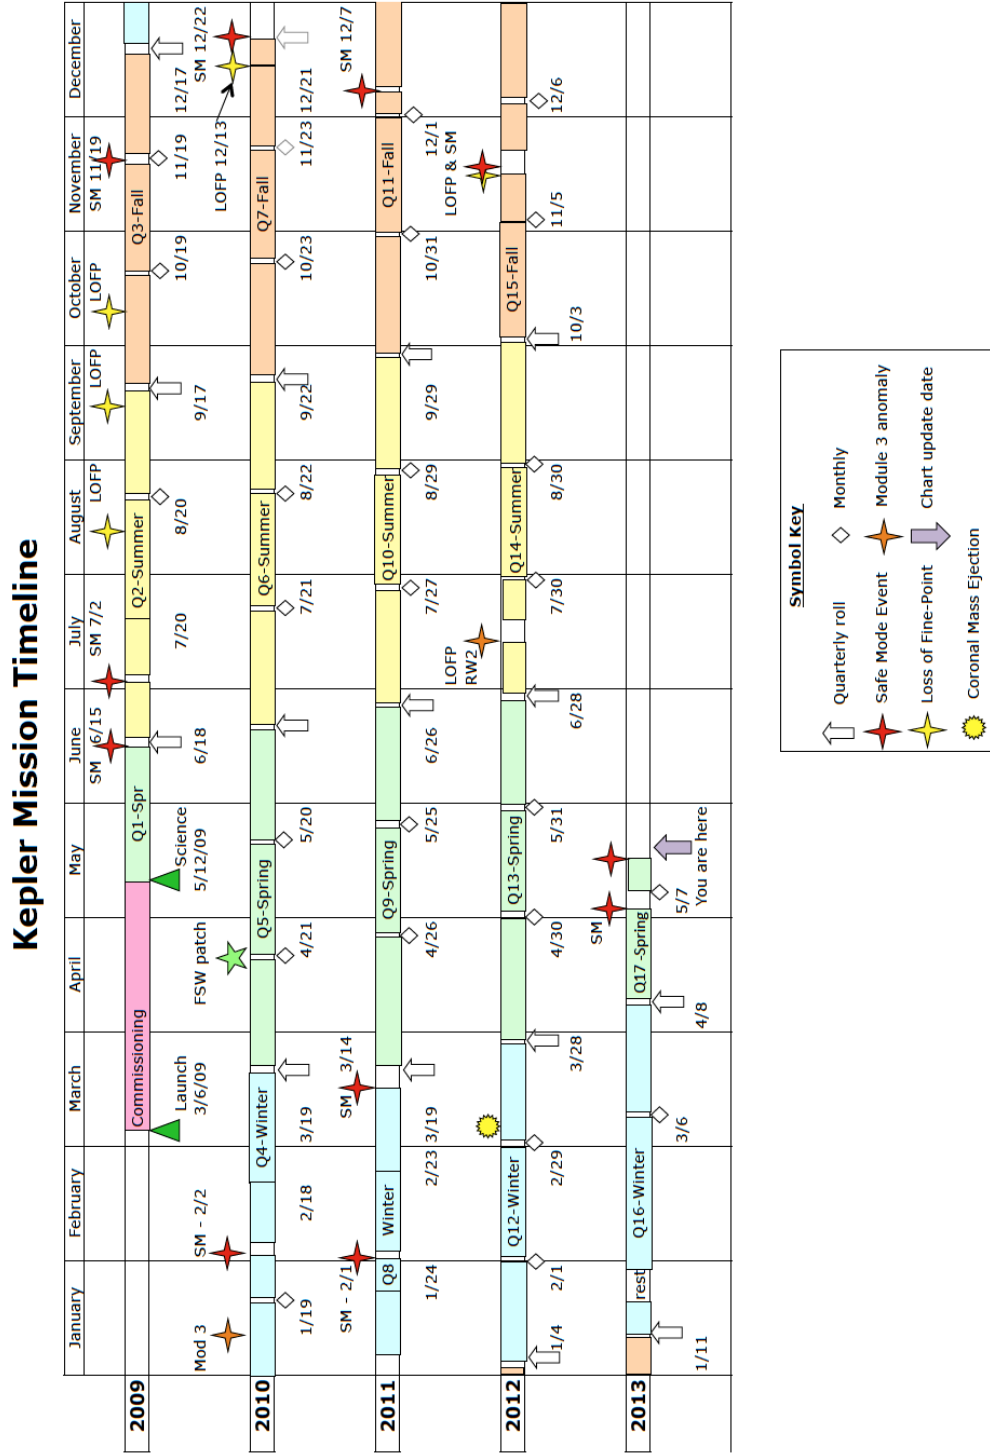 Kepler Mission Timeline
January February March April May June July August September October November December
2009
SM 6/15 SM 7/2 LOFP LOFP LOFP SM 11/19
Commissioning Q1-Spr Q2-Summer Q3-Fall
Launch
3/6/09
Science
5/12/09
6/18 7/20 8/20 9/17 10/19 11/19 12/17
2010
Mod 3 SM - 2/2 FSW patch LOFP 12/13 SM 12/22
Q4-Winter Q5-Spring Q6-Summer Q7-Fall
1/19 2/18 3/19 4/21 5/20 7/21 8/22 9/22 10/23 11/23 12/21
2011
SM - 2/1 SM 3/14 SM 12/7
Q8 Winter Q9-Spring Q10-Summer Q11-Fall
1/24 2/23 3/19 4/26 5/25 6/26 7/27 8/29 9/29 10/31 12/1
2012
LOFP
RW2
LOFP & SM
Q12-Winter Q13-Spring Q14-Summer Q15-Fall
1/4 2/1 2/29 3/28 4/30 5/31 6/28 7/30 8/30 10/3 11/5 12/6
2013
SM
rest Q16-Winter Q17 -Spring
1/11 3/6 4/8 5/7
You are here
Symbol Key
Quarterly roll Monthly
Safe Mode Event Module 3 anomaly
Loss of Fine-Point Chart update date
Coronal Mass Ejection